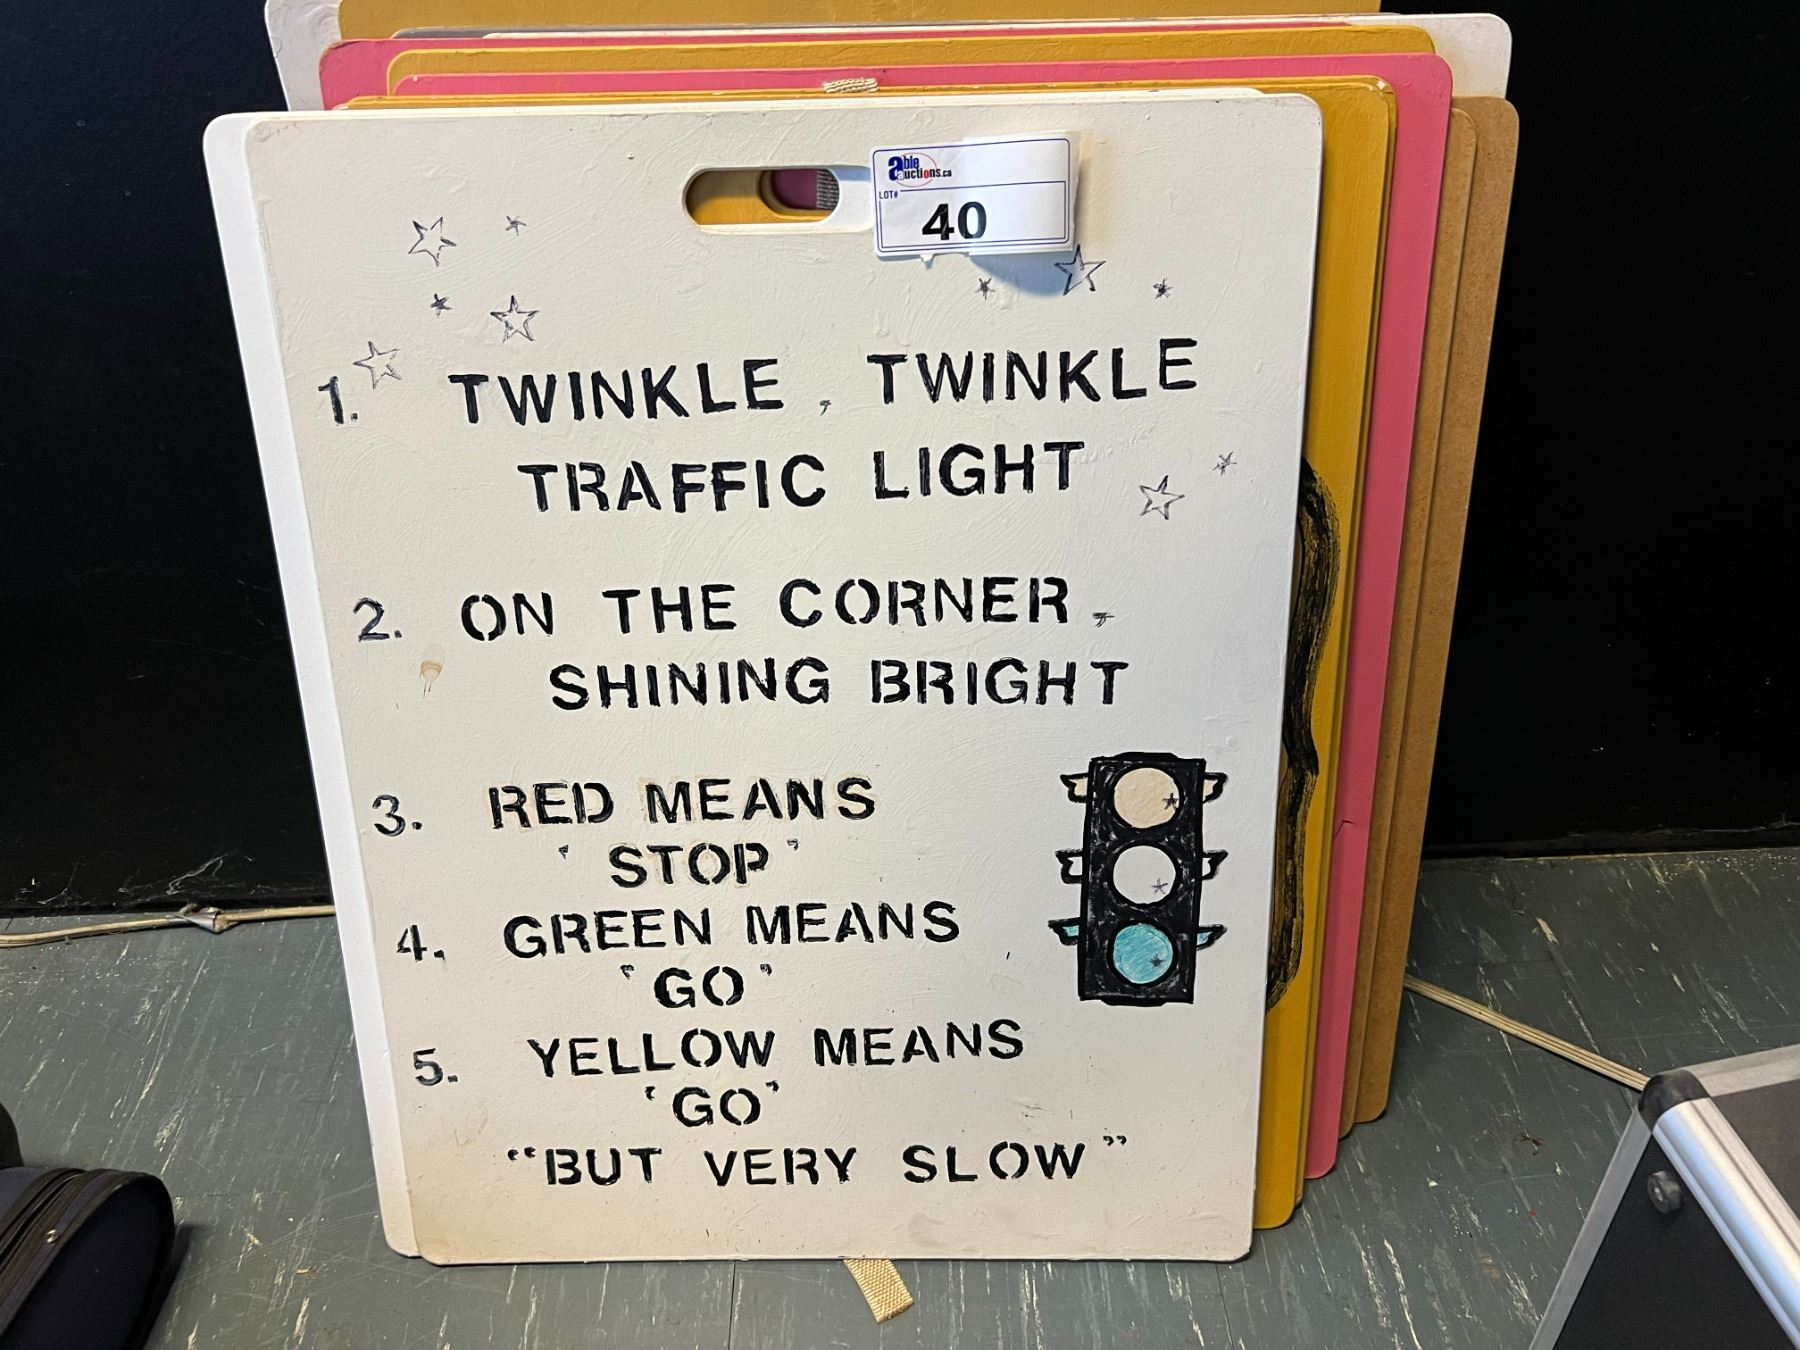 able
auctions.ca
LOT#
40
1. TWINKLE, TWINKLE
TRAFFIC LIGHT
2. ON THE CORNER,
SHINING BRIGHT
3. RED MEANS
'STOP'
4. GREEN MEANS
'GO'
5. YELLOW MEANS
'GO'
“BUT VERY SLOW”